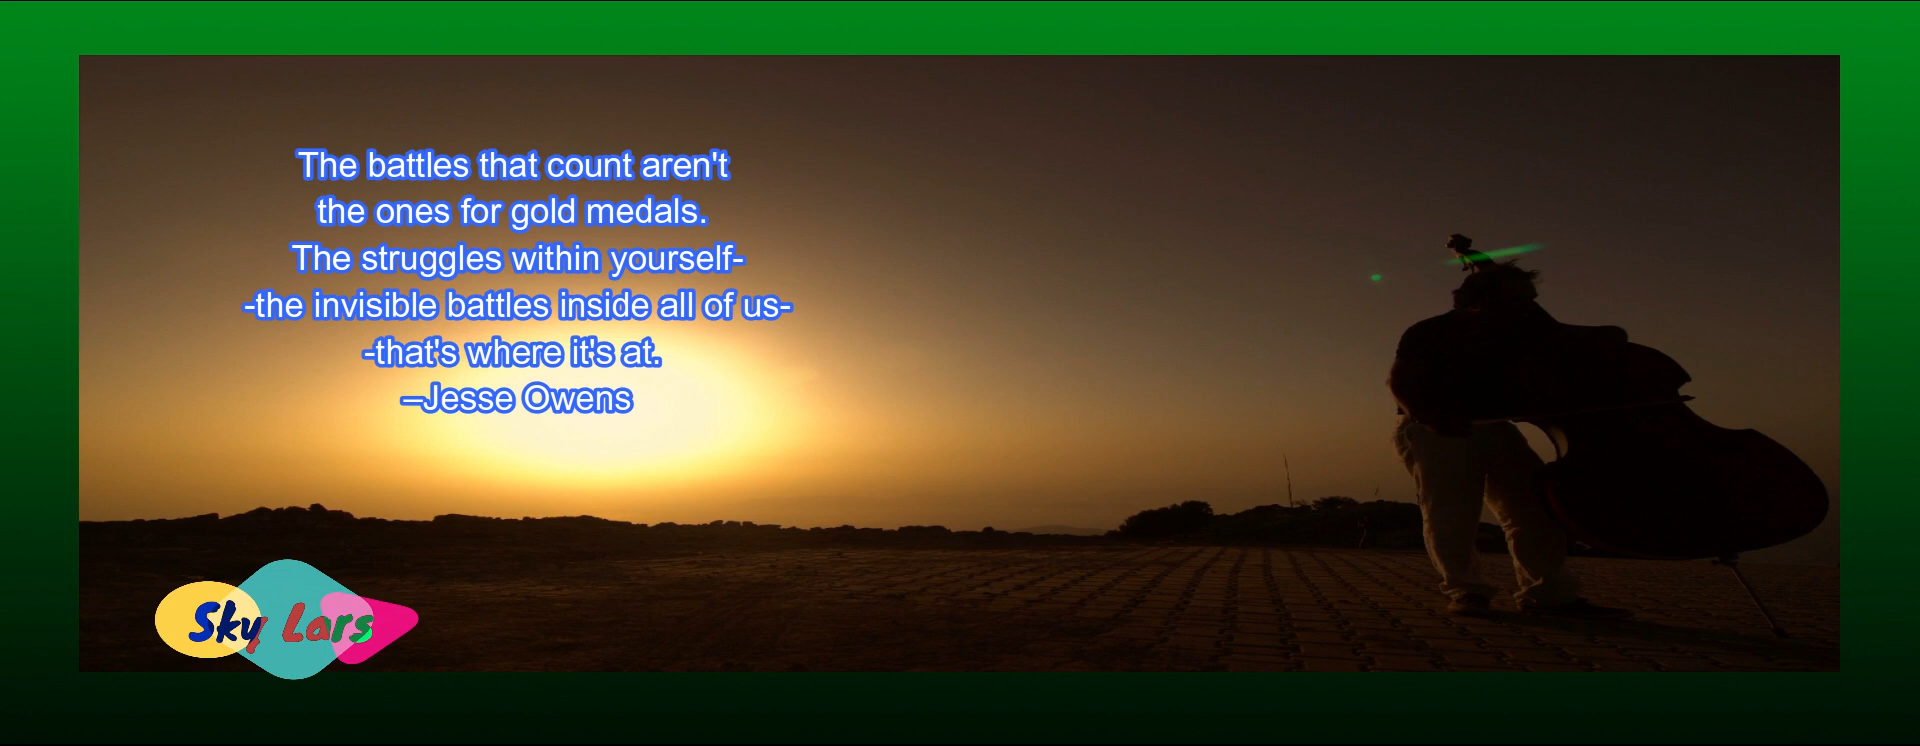 The battles that count aren't
the ones for gold medals.
The struggles within yourself-
-the invisible battles inside all of us-
-that's where it's at.
–Jesse Owens
Sky Lars